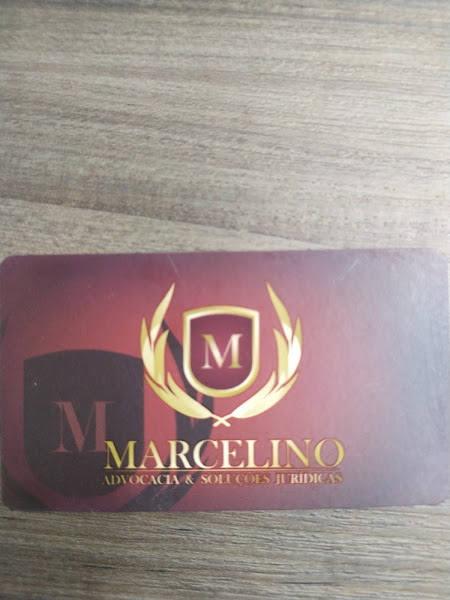 M
M
MARCELINO
ADVOCACIA & SOLUÇÕES JURÍDICAS